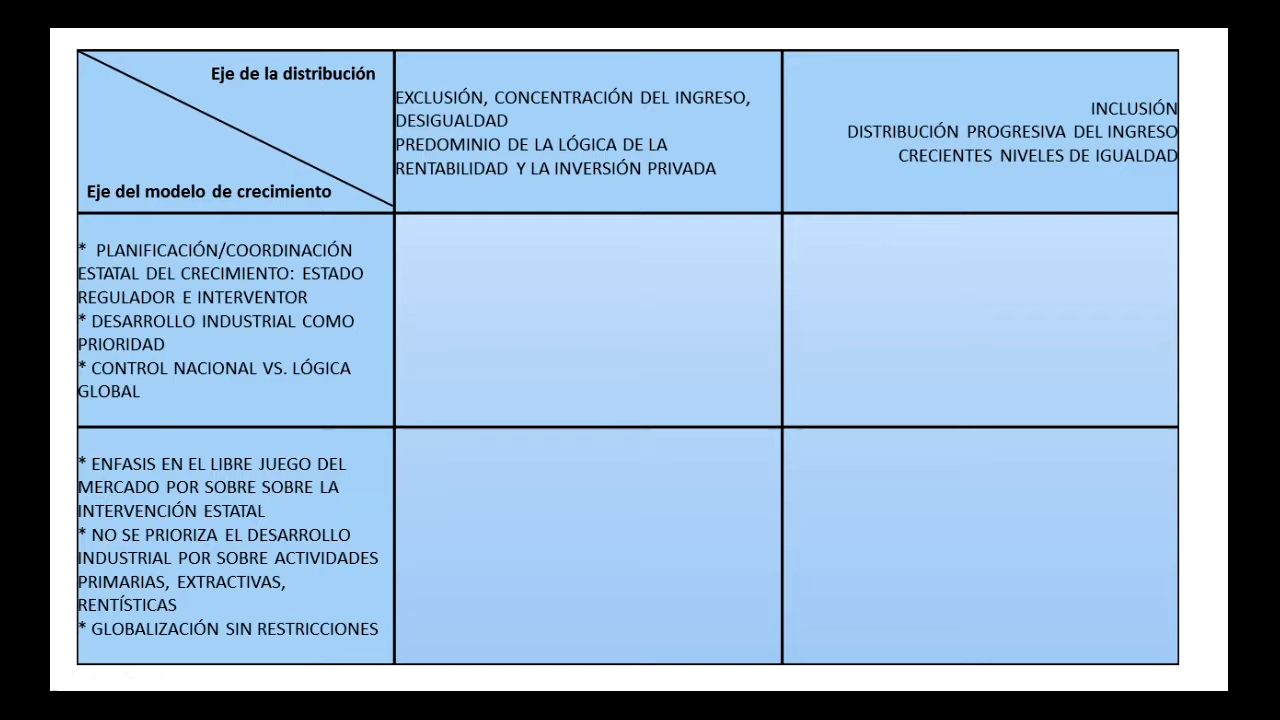 Eje de la distribución
Eje del modelo de crecimiento
EXCLUSIÓN, CONCENTRACIÓN DEL INGRESO,
DESIGUALDAD
PREDOMINIO DE LA LÓGICA DE LA
RENTABILIDAD Y LA INVERSIÓN PRIVADA
INCLUSIÓN
DISTRIBUCIÓN PROGRESIVA DEL INGRESO
CRECIENTES NIVELES DE IGUALDAD
* PLANIFICACIÓN/COORDINACIÓN
ESTATAL DEL CRECIMIENTO: ESTADO
REGULADOR E INTERVENTOR
* DESARROLLO INDUSTRIAL COMO
PRIORIDAD
* CONTROL NACIONAL VS. LÓGICA
GLOBAL
* ENFASIS EN EL LIBRE JUEGO DEL
MERCADO POR SOBRE SOBRE LA
INTERVENCIÓN ESTATAL
* NO SE PRIORIZA EL DESARROLLO
INDUSTRIAL POR SOBRE ACTIVIDADES
PRIMARIAS, EXTRACTIVAS,
RENTÍSTICAS
* GLOBALIZACIÓN SIN RESTRICCIONES